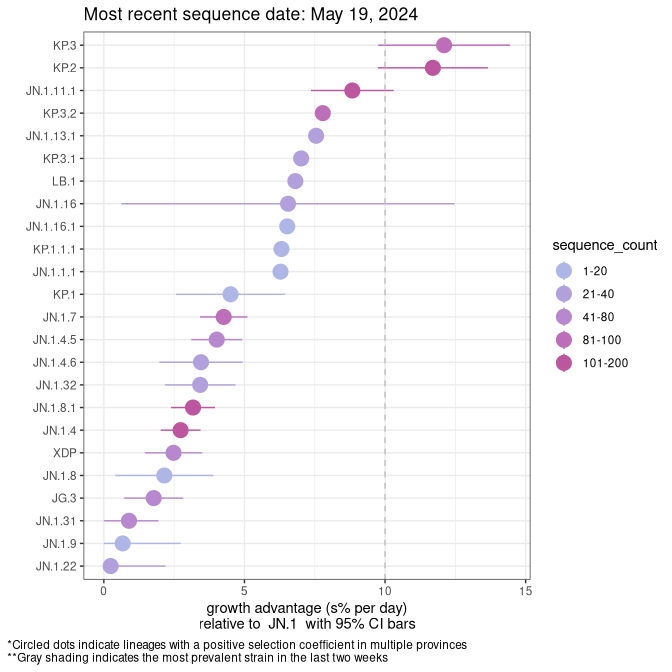 Most recent sequence date: May 19, 2024
KP.3
KP.2
JN.1.11.1
KP.3.2
JN.1.13.1
KP.3.1
LB.1
JN.1.16
JN.1.16.1
KP.1.1.1
JN.1.1.1
KP.1
JN.1.7
JN.1.4.5
JN.1.4.6
JN.1.32
JN.1.8.1
JN.1.4
XDP
JN.1.8
JG.3
JN.1.31
JN.1.9
JN.1.22
0 5 10 15
growth advantage (s% per day)
relative to JN.1 with 95% CI bars
sequence_count
1-20
21-40
41-80
81-100
101-200
*Circled dots indicate lineages with a positive selection coefficient in multiple provinces
**Gray shading indicates the most prevalent strain in the last two weeks